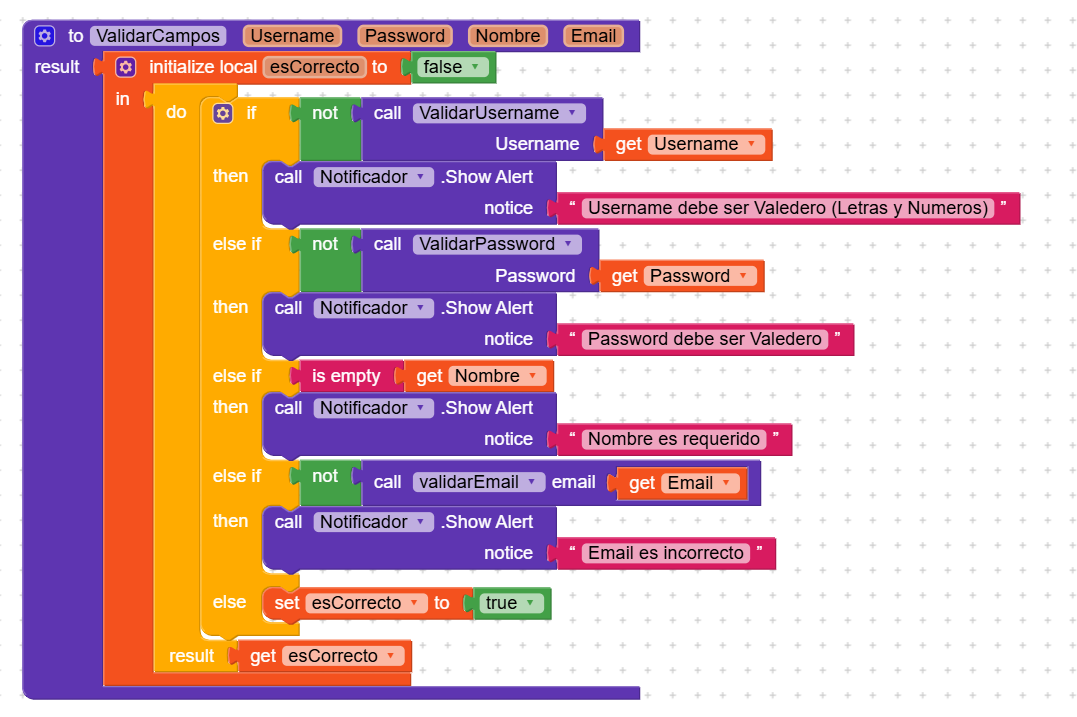 to ValidarCampos Username Password Nombre Email
result initialize local esCorrecto to false
in do if not call ValidarUsername
Username get Username
then call Notificador .Show Alert
notice “ Username debe ser Valedero (Letras y Numeros) ”
else if not call ValidarPassword
Password get Password
then call Notificador .Show Alert
notice “ Password debe ser Valedero ”
else if is empty get Nombre
then call Notificador .Show Alert
notice “ Nombre es requerido ”
else if not call validarEmail email get Email
then call Notificador .Show Alert
notice “ Email es incorrecto ”
else set esCorrecto to true
result get esCorrecto